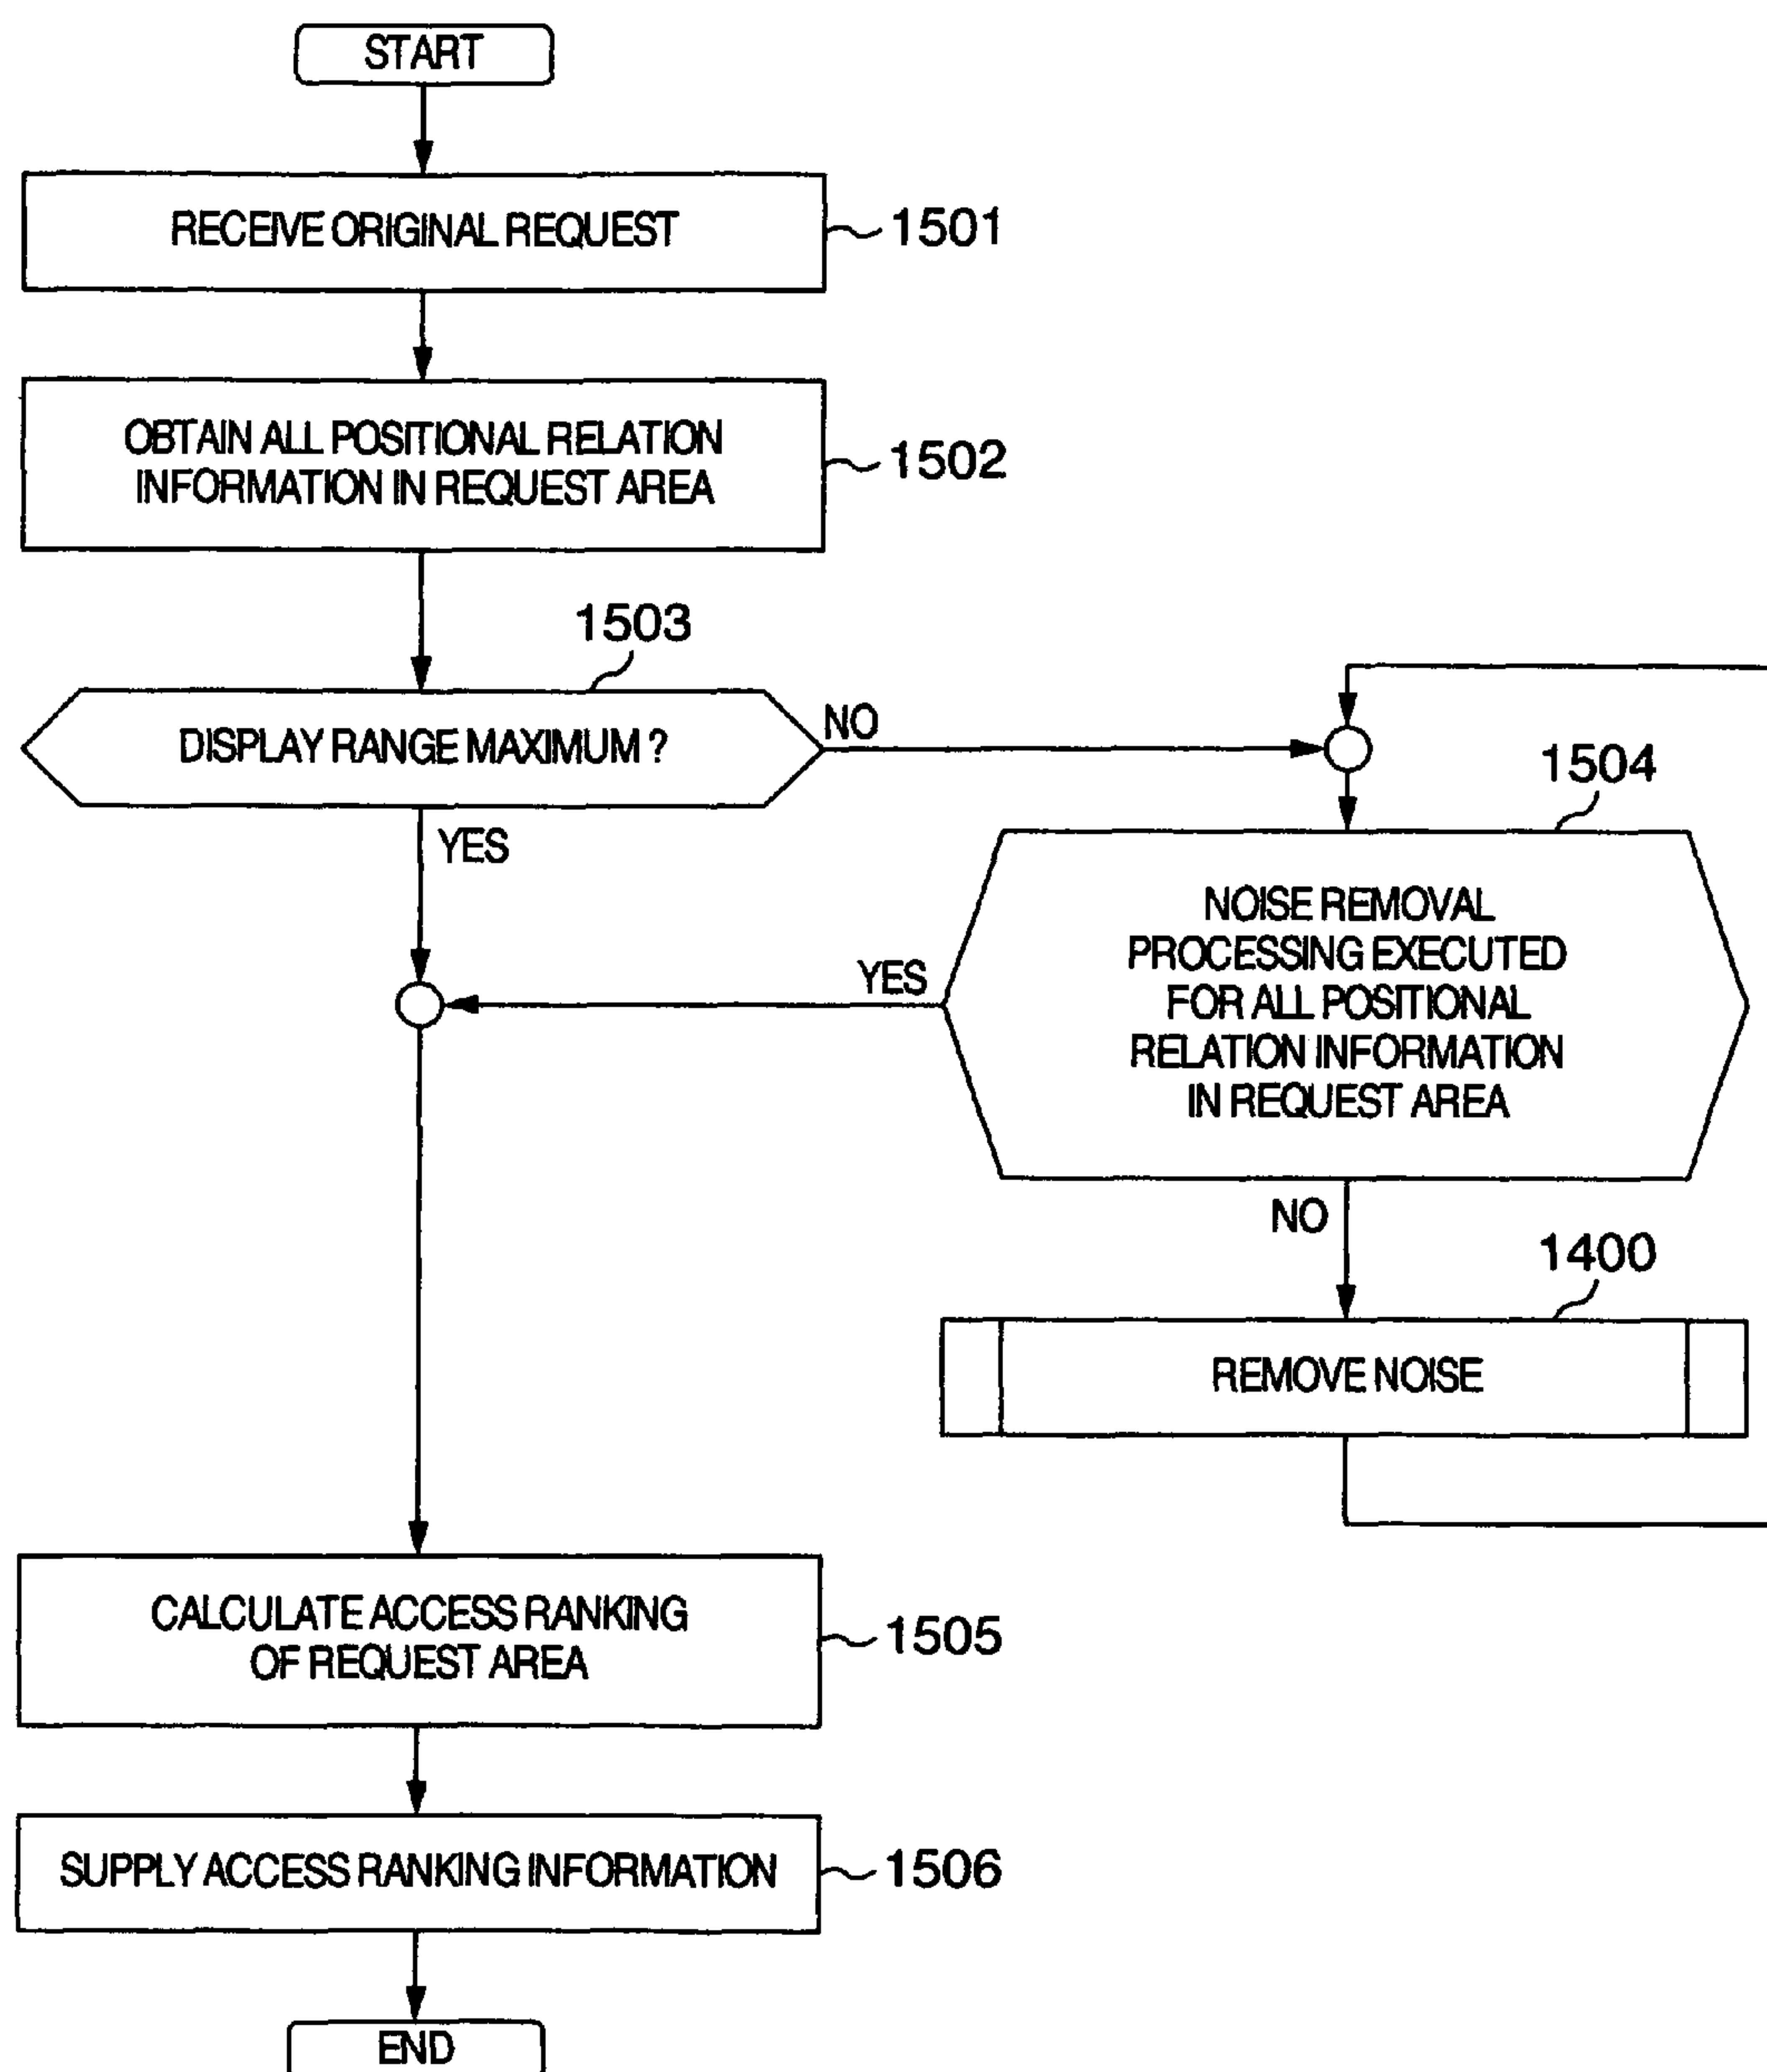 START
RECEIVE ORIGINAL REQUEST
1501
OBTAIN ALL POSITIONAL RELATION
INFORMATION IN REQUEST AREA
1502
1503
DISPLAY RANGE MAXIMUM ?
NO
YES
1504
NOISE REMOVAL
PROCESSING EXECUTED
FOR ALL POSITIONAL
RELATION INFORMATION
IN REQUEST AREA
YES
NO
1400
REMOVE NOISE
CALCULATE ACCESS RANKING
OF REQUEST AREA
1505
SUPPLY ACCESS RANKING INFORMATION
1506
END